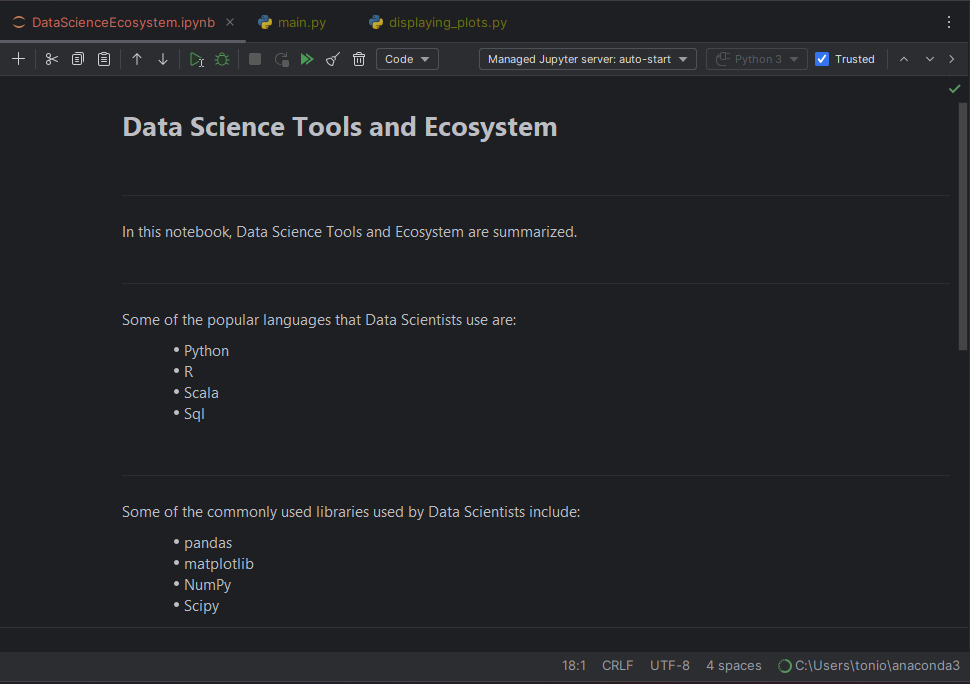 DataScienceEcosystem.ipynb main.py displaying_plots.py
Code Managed Jupyter server: auto-start Python 3 Trusted
Data Science Tools and Ecosystem
In this notebook, Data Science Tools and Ecosystem are summarized.
Some of the popular languages that Data Scientists use are:
• Python
• R
• Scala
• Sql
Some of the commonly used libraries used by Data Scientists include:
• pandas
• matplotlib
• NumPy
• Scipy
18:1 CRLF UTF-8 4 spaces C:\Users\tonio\anaconda3